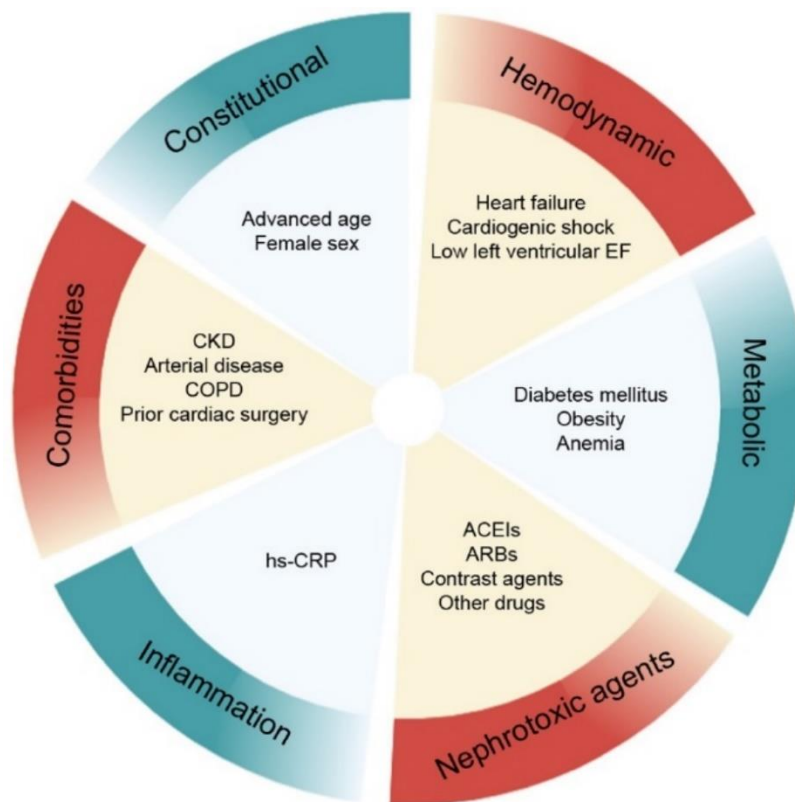 Constitutional
Advanced age
Female sex
Hemodynamic
Heart failure
Cardiogenic shock
Low left ventricular EF
Metabolic
Diabetes mellitus
Obesity
Anemia
Nephrotoxic agents
ACEIs
ARBs
Contrast agents
Other drugs
Inflammation
hs-CRP
Comorbidities
CKD
Arterial disease
COPD
Prior cardiac surgery